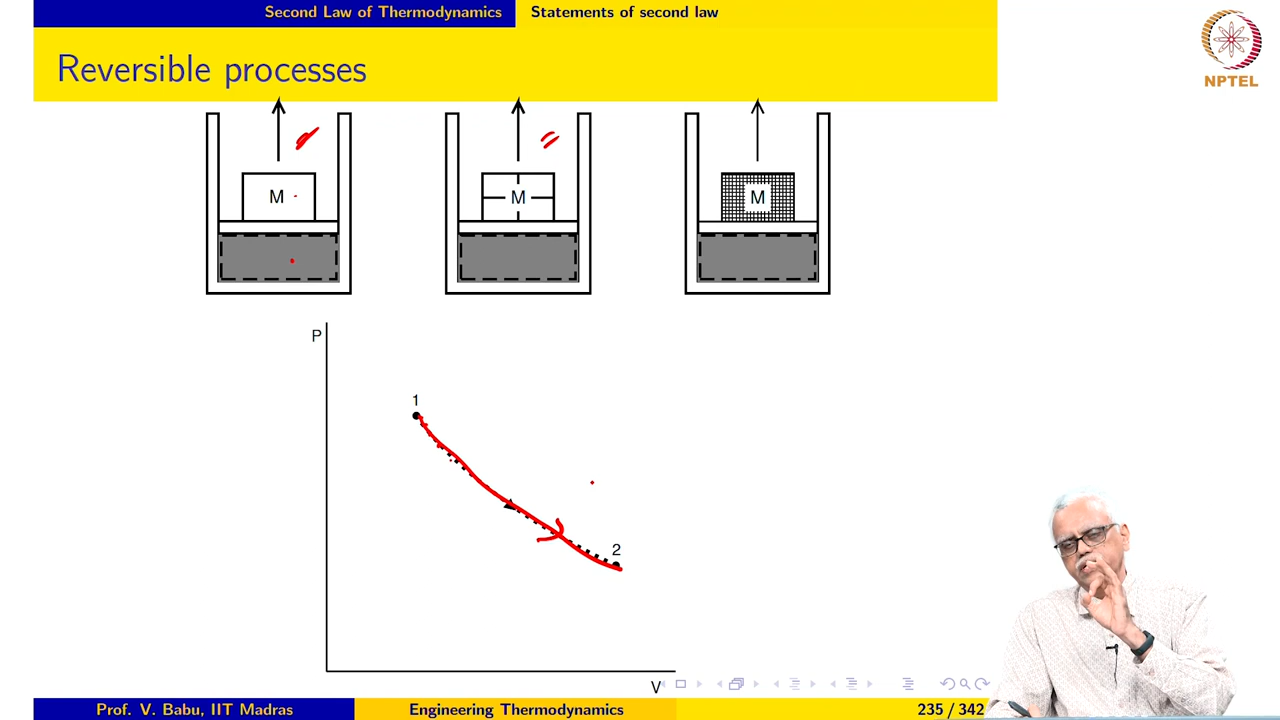 Second Law of Thermodynamics Statements of second law
Reversible processes
NPTEL
M M M
P
1
2
V
Prof. V. Babu, IIT Madras Engineering Thermodynamics 235 / 342